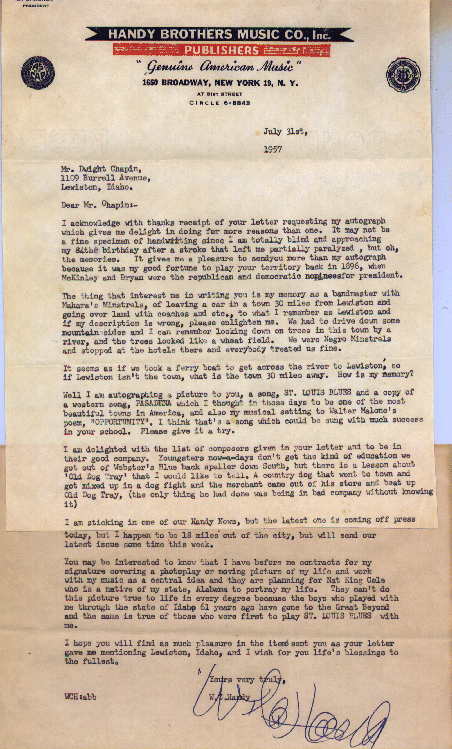 PRESIDENT
HANDY BROTHERS MUSIC CO., Inc.
PUBLISHERS
"Genuine American Music"
1650 BROADWAY, NEW YORK 19, N. Y.
AT 51ST STREET
CIRCLE 6-8843
July 31st,
1957
Mr. Dwight Chapin,
1109 Burrell Avenue,
Lewiston, Idaho.
Dear Mr. Chapin:-
I acknowledge with thanks receipt of your letter requesting my autograph
which gives me delight in doing for more reasons than one. It may not be
a fine specimen of handwriting since I am totally blind and approaching
my 84th birthday after a stroke that left me partially paralyzed , but oh,
the memories. It gives me a pleasure to sendyou more than my autograph
because it was my good fortune to play your territory back in 1896, when
McKinley and Bryan were the republican and democratic nomineesfor president.
The thing that interest me in writing you is my memory as a bandmaster with
Mahara's Minstrels, of leaving a car in a town 30 miles from Lewiston and
going over land with coaches and etc., to what I remember as Lewiston and
if my description is wrong, please enlighten me. We had to drive down some
mountain-sides and I can remember looking down on trees in this town by a
river, and the trees looked like a wheat field. We were Negro Minstrels
and stopped at the hotels there and everybody treated us fine.
It seems as if we took a ferry boat to get across the river to Lewiston, so
if Lewiston isn't the town, what is the town 30 miles away. How is my memory?
Well I am autographing a picture to you, a song, ST. LOUIS BLUES and a copy of
a western song, PASADENA which I thought in those days to be one of the most
beautiful towns in America, and also my musical setting to Walter Malone's
poem, "OPPORTUNITY", I think that's a song which could be sung with much success
in your school. Please give it a try.
I am delighted with the list of composers given in your letter and to be in
their good company. Youngsters now-a-days don't get the kind of education we
got out of Webster's Blue back speller down South, but there is a lesson about
'Old Dog Tray' that I would like to tell. A country dog that went to town and
got mixed up in a dog fight and the merchant came out of his store and beat up
Old Dog Tray, (the only thing he had done was being in bad company without knowing
it)
I am sticking in one of our Handy News, but the latest one is coming off press
today, but I happen to be 18 miles out of the city, but will send our
latest issue some time this week.
You may be interested to know that I have before me contracts for my
signature covering a photoplay or moving picture of my life and work
with my music as a central idea and they are planning for Nat King Cole
who is a native of my state, Alabama to portray my life. They can't do
this picture true to life in every degree because the boys who played with
me through the state of Idaho 61 years ago have gone to the Great Beyond
and the same is true of those who were first to play ST. LOUIS BLUES with
me.
I hope you will find as much pleasure in the items sent you as your letter
gave me mentioning Lewiston, Idaho, and I wish for you life's blessings to
the fullest.
Yours very truly,
WCH:abb W.C.Handy